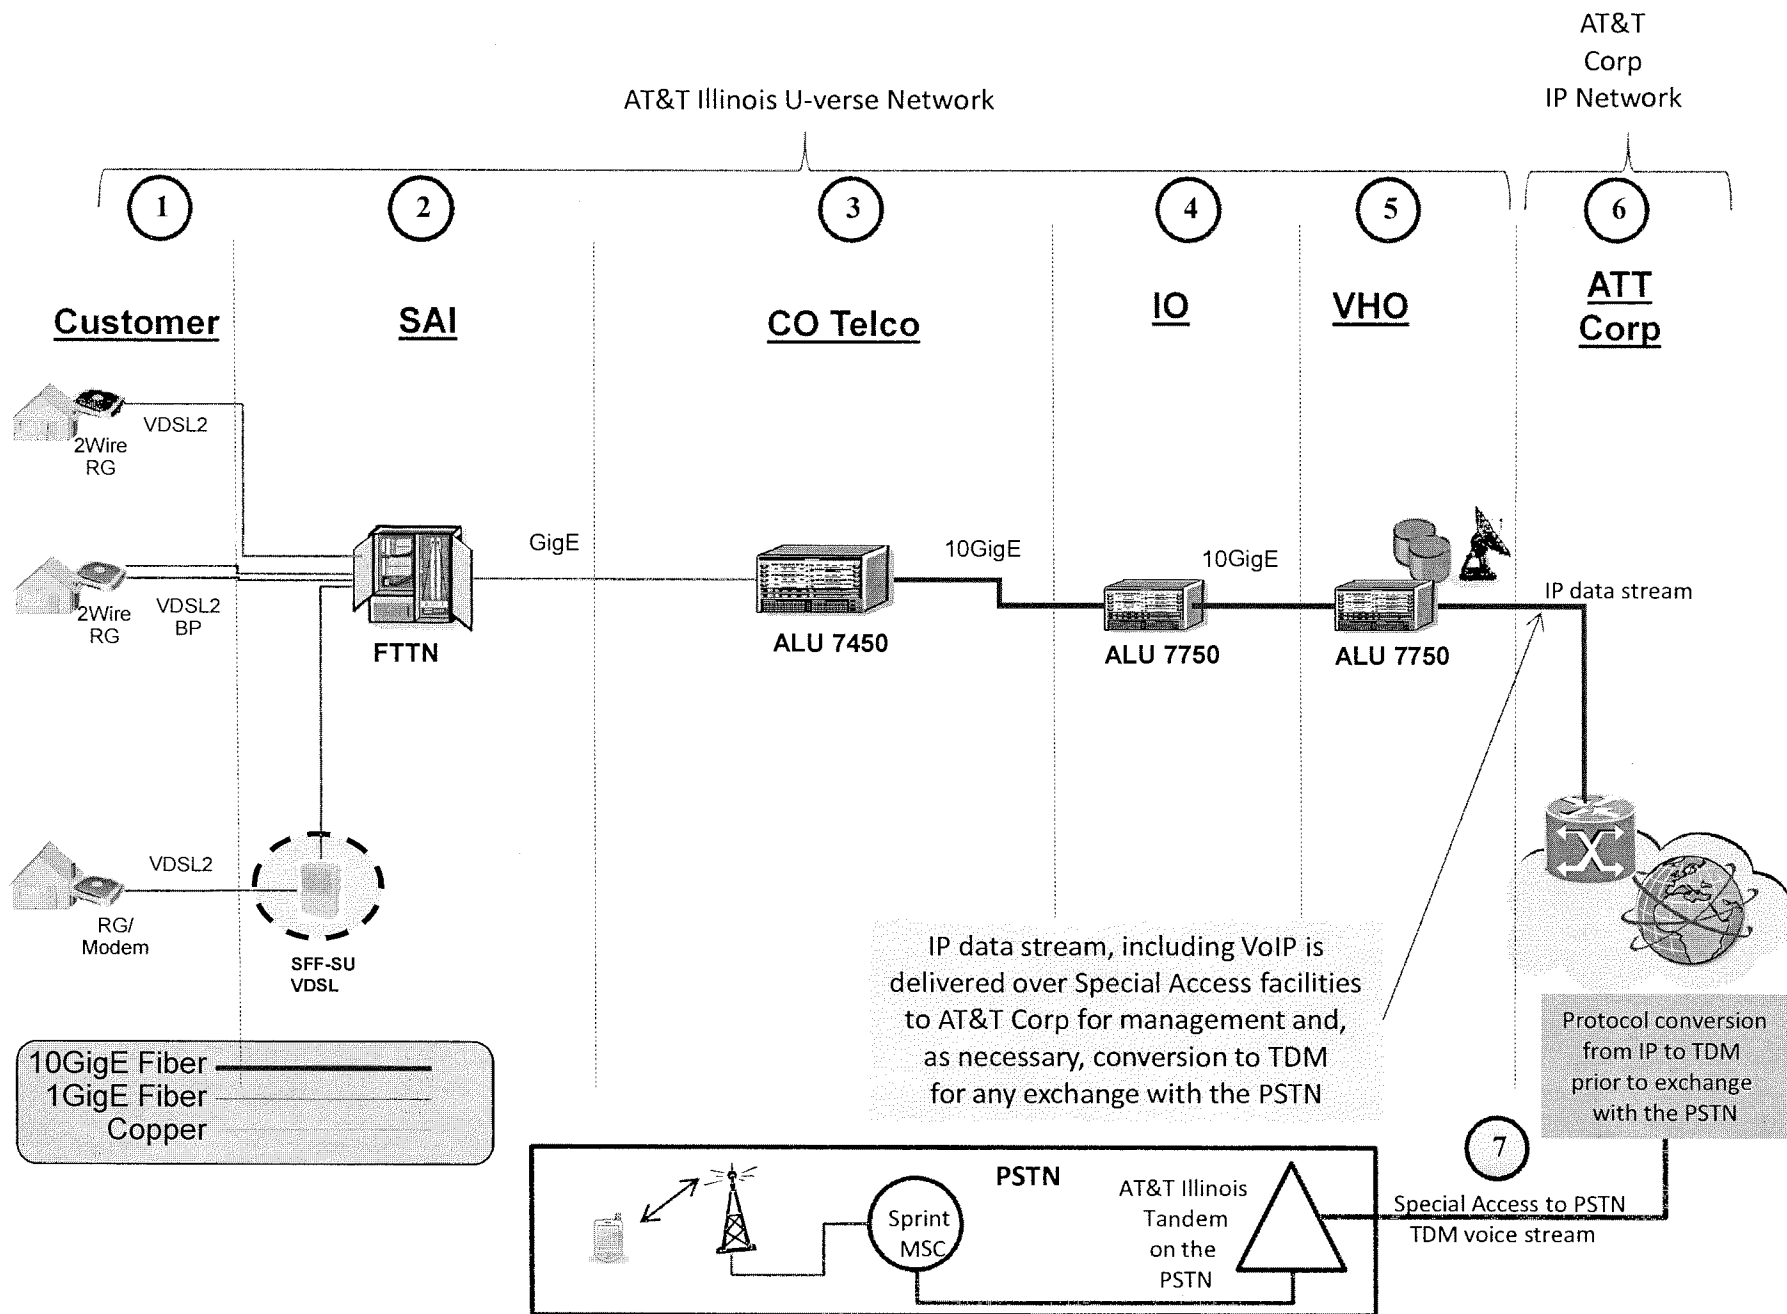 AT&T
Corp
IP Network
AT&T Illinois U-verse Network
1
2
3
4
5
6
Customer
SAI
CO Telco
IO
VHO
ATT
Corp
VDSL2
2Wire
RG
VDSL2
BP
2Wire
RG
FTTN
GigE
ALU 7450
10GigE
ALU 7750
10GigE
ALU 7750
IP data stream
VDSL2
RG/
Modem
SFF-SU
VDSL
IP data stream, including VoIP is
delivered over Special Access facilities
to AT&T Corp for management and,
as necessary, conversion to TDM
for any exchange with the PSTN
Protocol conversion
from IP to TDM
prior to exchange
with the PSTN
10GigE Fiber
1GigE Fiber
Copper
7
PSTN
Sprint
MSC
AT&T Illinois
Tandem
on the
PSTN
Special Access to PSTN
TDM voice stream